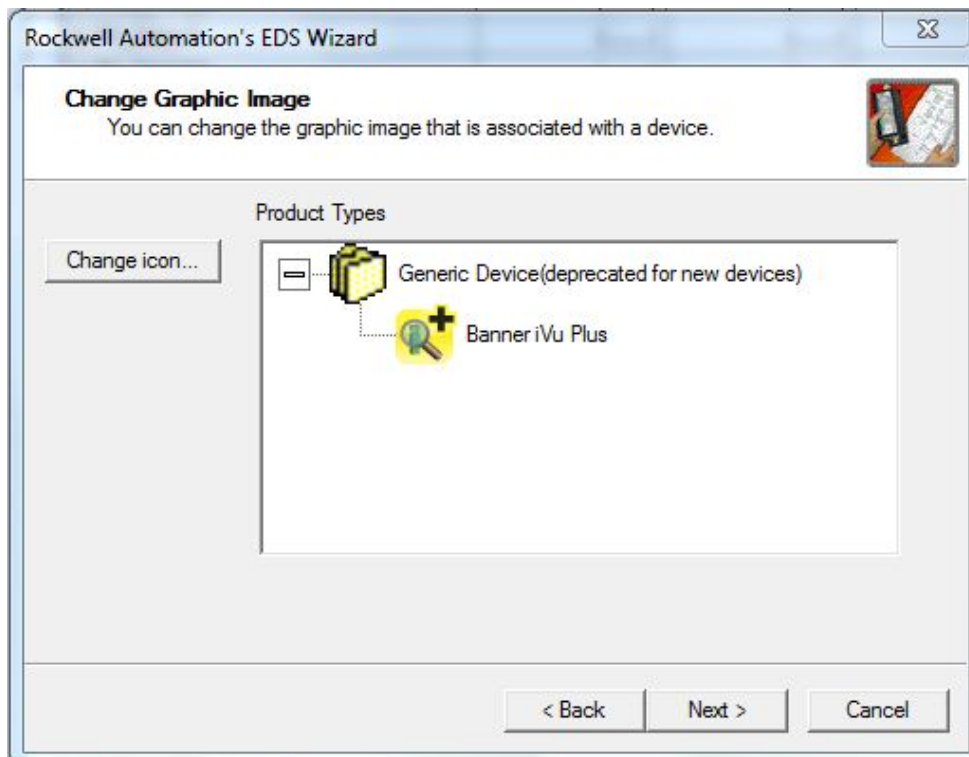 Rockwell Automation's EDS Wizard
Change Graphic Image
You can change the graphic image that is associated with a device.
Product Types
Change icon...
Generic Device(deprecated for new devices)
Banner iVu Plus
< Back
Next >
Cancel